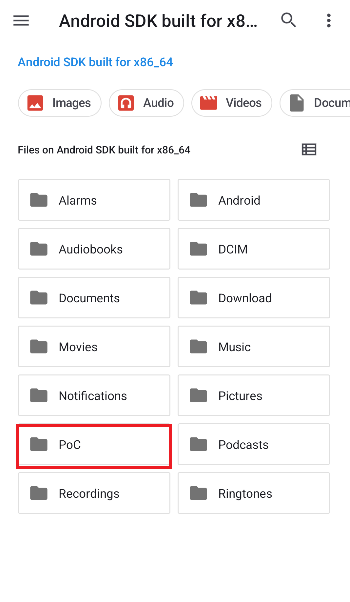 Android SDK built for x8...
Android SDK built for x86_64
Images Audio Videos Docum
Files on Android SDK built for x86_64
Alarms Android
Audiobooks DCIM
Documents Download
Movies Music
Notifications Pictures
PoC Podcasts
Recordings Ringtones